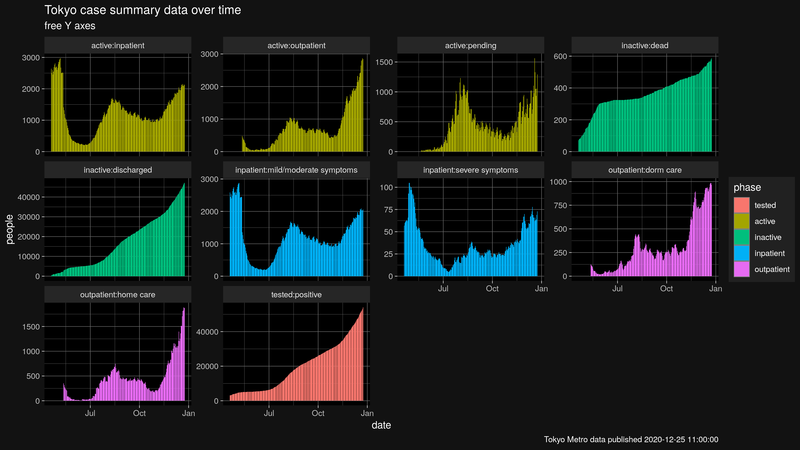 Tokyo case summary data over time
free Y axes
active:inpatient
active:outpatient
active:pending
inactive:dead
3000
2000
1000
0
3000
2000
1000
0
1500
1000
500
0
600
400
200
0
inactive:discharged
inpatient:mild/moderate symptoms
inpatient:severe symptoms
outpatient:dorm care
40000
30000
20000
10000
0
3000
2000
1000
0
100
75
50
25
0
1000
750
500
250
0
Jul Oct Jan
Jul Oct Jan
outpatient:home care
tested:positive
1500
1000
500
0
40000
20000
0
Jul Oct Jan
Jul Oct Jan
people
date
phase
tested
active
inactive
inpatient
outpatient
Tokyo Metro data published 2020-12-25 11:00:00